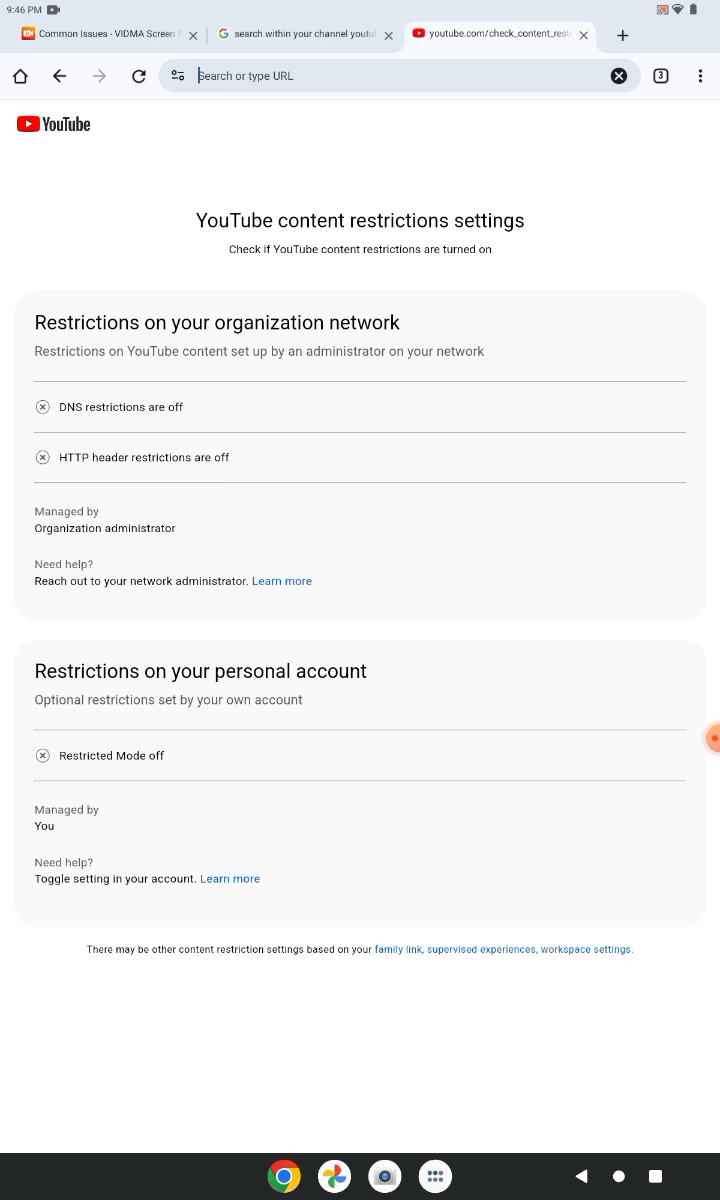 9:46 PM
Common Issues - VIDMA Screen
search within your channel youtu
youtube.com/check_content_rest
Search or type URL
3
YouTube
YouTube content restrictions settings
Check if YouTube content restrictions are turned on
Restrictions on your organization network
Restrictions on YouTube content set up by an administrator on your network
DNS restrictions are off
HTTP header restrictions are off
Managed by
Organization administrator
Need help?
Reach out to your network administrator. Learn more
Restrictions on your personal account
Optional restrictions set by your own account
Restricted Mode off
Managed by
You
Need help?
Toggle setting in your account. Learn more
There may be other content restriction settings based on your family link, supervised experiences, workspace settings.